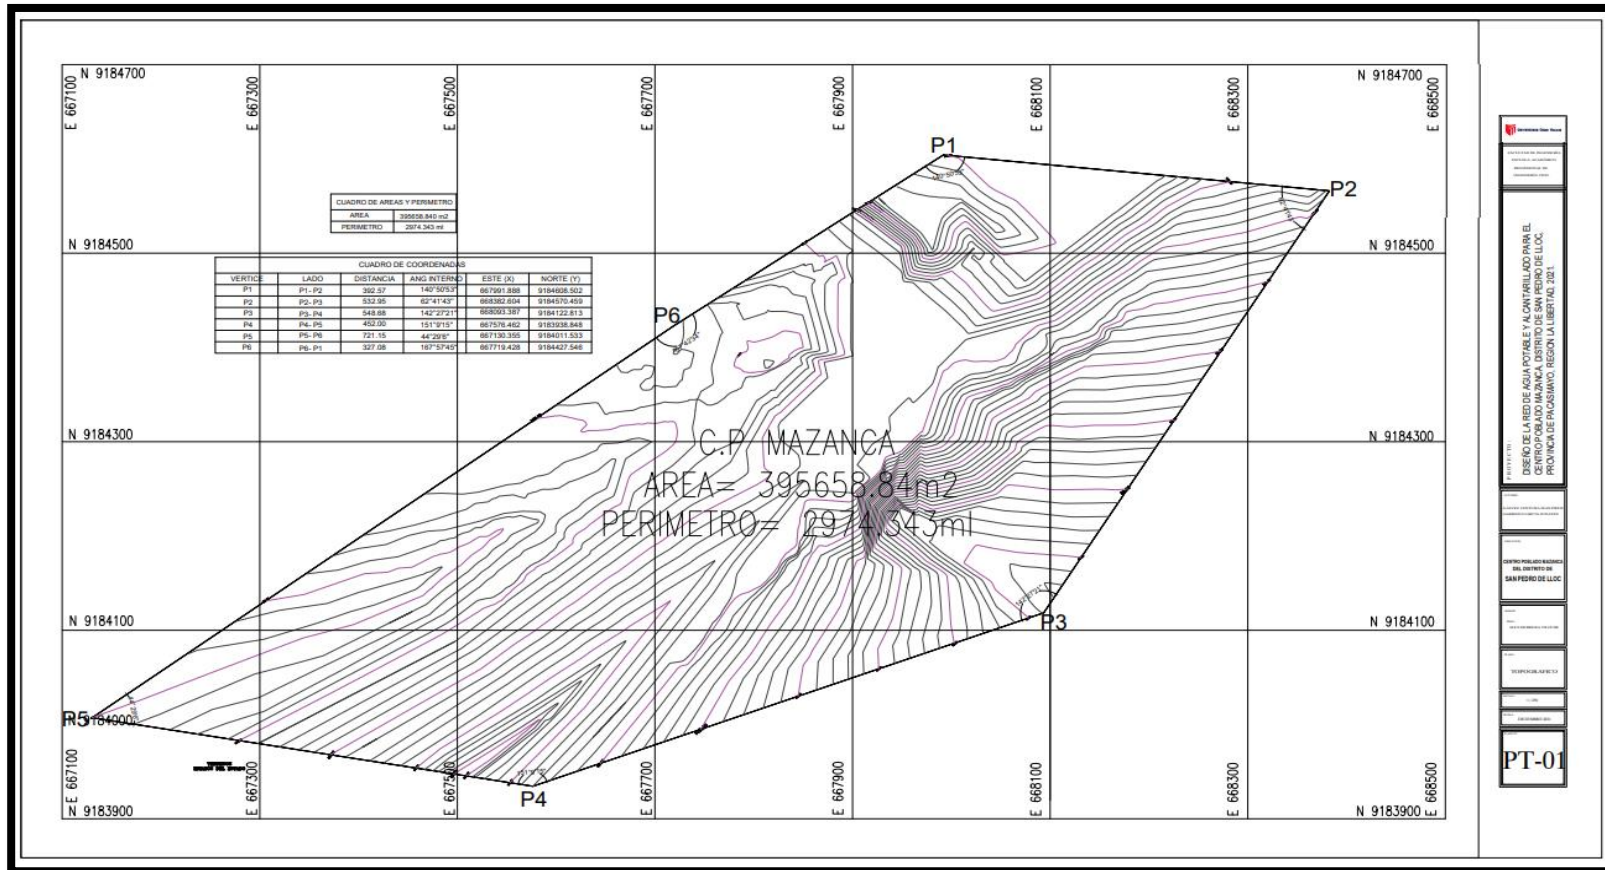 N 9184700
N 9184700
E 667100
E 667300
E 667500
E 667700
E 667900
E 668100
E 668300
E 668500
P1
P2
CUADRO DE AREAS Y PERIMETRO
AREA 395658.840 m2
PERIMETRO 2974.343 ml
N 9184500
N 9184500
CUADRO DE COORDENADAS
VERTICE LADO DISTANCIA ANG INTERNO ESTE (X) NORTE (Y)
P1 P1 - P2 392.57 140°50'53" 667991.888 9184608.502
P2 P2- P3 532.95 62°41'43" 668382.604 9184570.459
P3 P3- P4 548.68 142°27'21" 668093.387 9184122.813
P4 P4- P5 452.00 151°9'15" 667576.462 9183938.848
P5 P5- P6 721.15 44°29'6" 667130.355 9184011.533
P6 P6- P1 327.08 167°57'45" 667719.428 9184427.546
P6
N 9184300
N 9184300
C.P MAZANCA
AREA= 395658.84m2
PERIMETRO= 2974.343ml
142°27'21"
P3
N 9184100
N 9184100
P5
P4
E 667100
E 667300
E 667500
E 667700
E 667900
E 668100
E 668300
E 668500
N 9183900
N 9183900
PROYECTO :
DISEÑO DE LA RED DE AGUA POTABLE Y ALCANTARILLADO PARA EL
CENTRO POBLADO MAZANCA, DISTRITO DE SAN PEDRO DE LLOC,
PROVINCIA DE PACASMAYO, REGION LA LIBERTAD, 2021
CENTRO POBLADO MAZANCA
DEL DISTRITO DE
SAN PEDRO DE LLOC
TOPOGRAFICO
PT-01